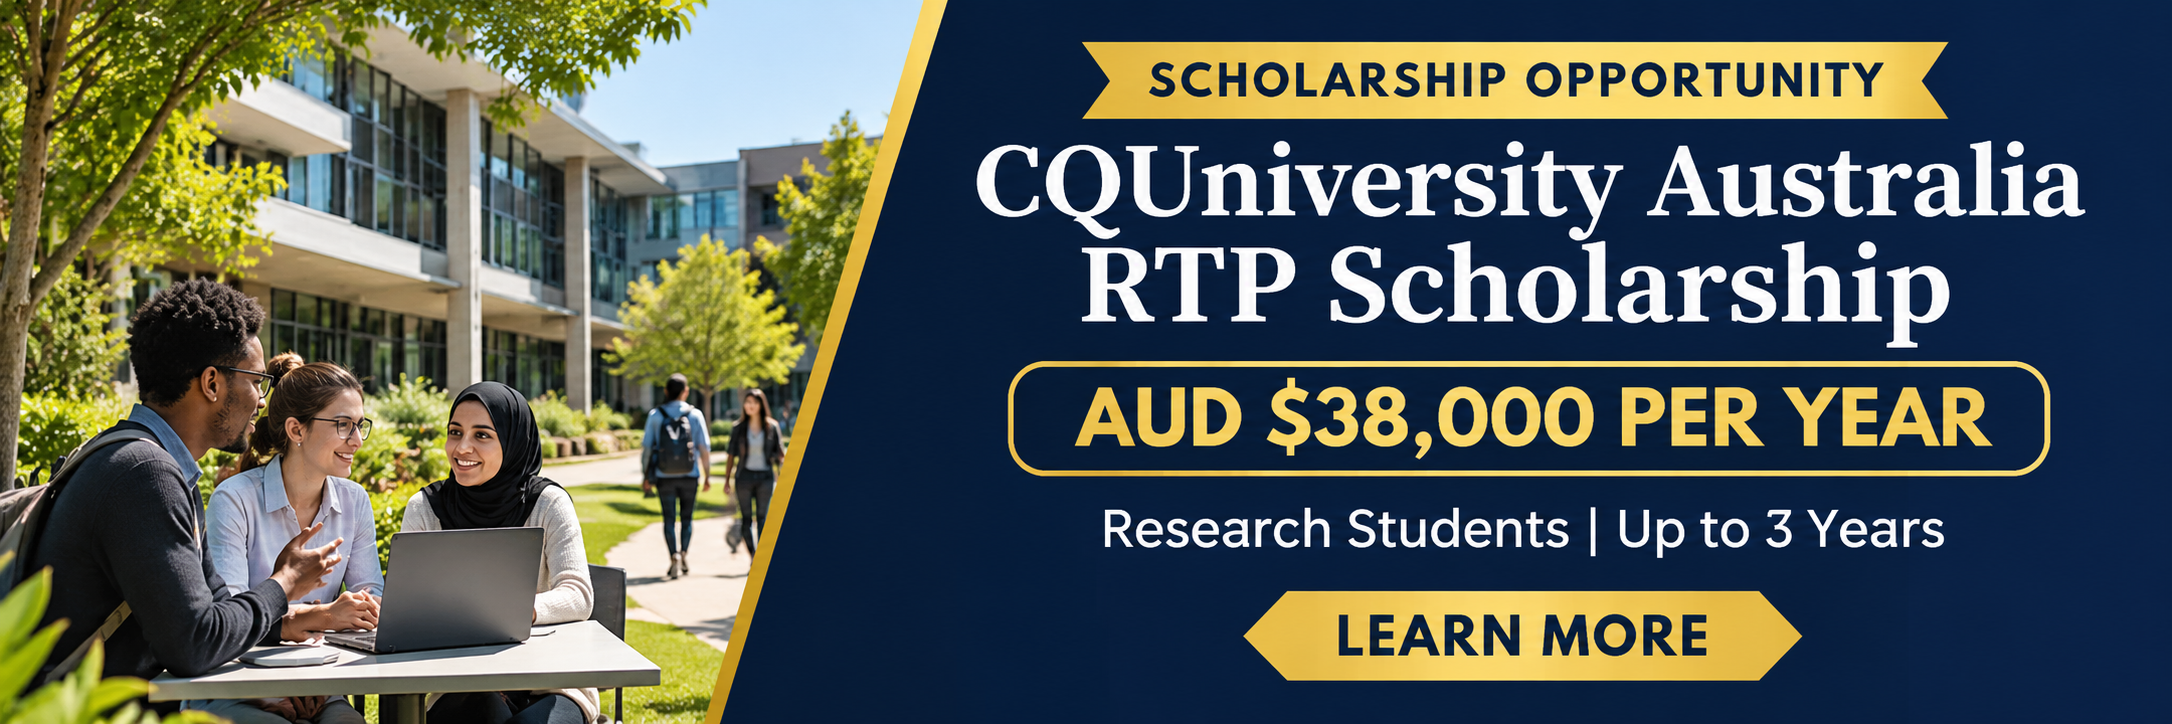 SCHOLARSHIP OPPORTUNITY
CQUniversity Australia
RTP Scholarship
AUD $38,000 PER YEAR
Research Students | Up to 3 Years
LEARN MORE